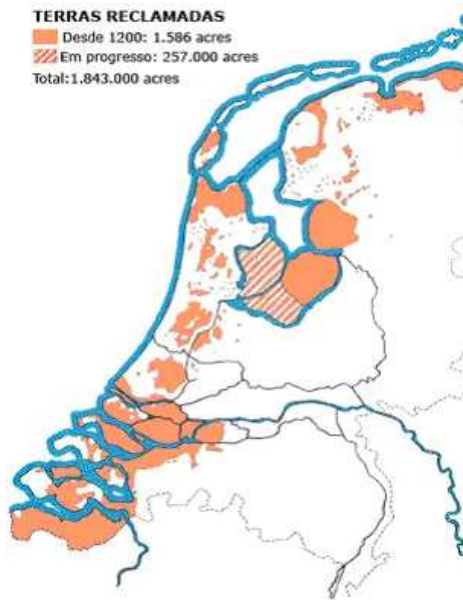 TERRAS RECLAMADAS
Desde 1200: 1.586 acres
Em progresso: 257.000 acres
Total:1.843.000 acres